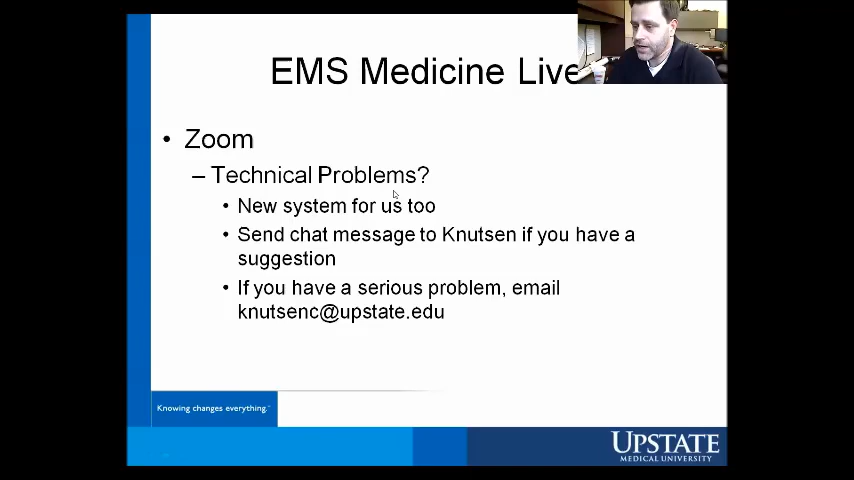 EMS Medicine Live
• Zoom
– Technical Problems?
• New system for us too
• Send chat message to Knutsen if you have a
suggestion
• If you have a serious problem, email
knutsenc@upstate.edu
Knowing changes everything.™
UPSTATE
MEDICAL UNIVERSITY